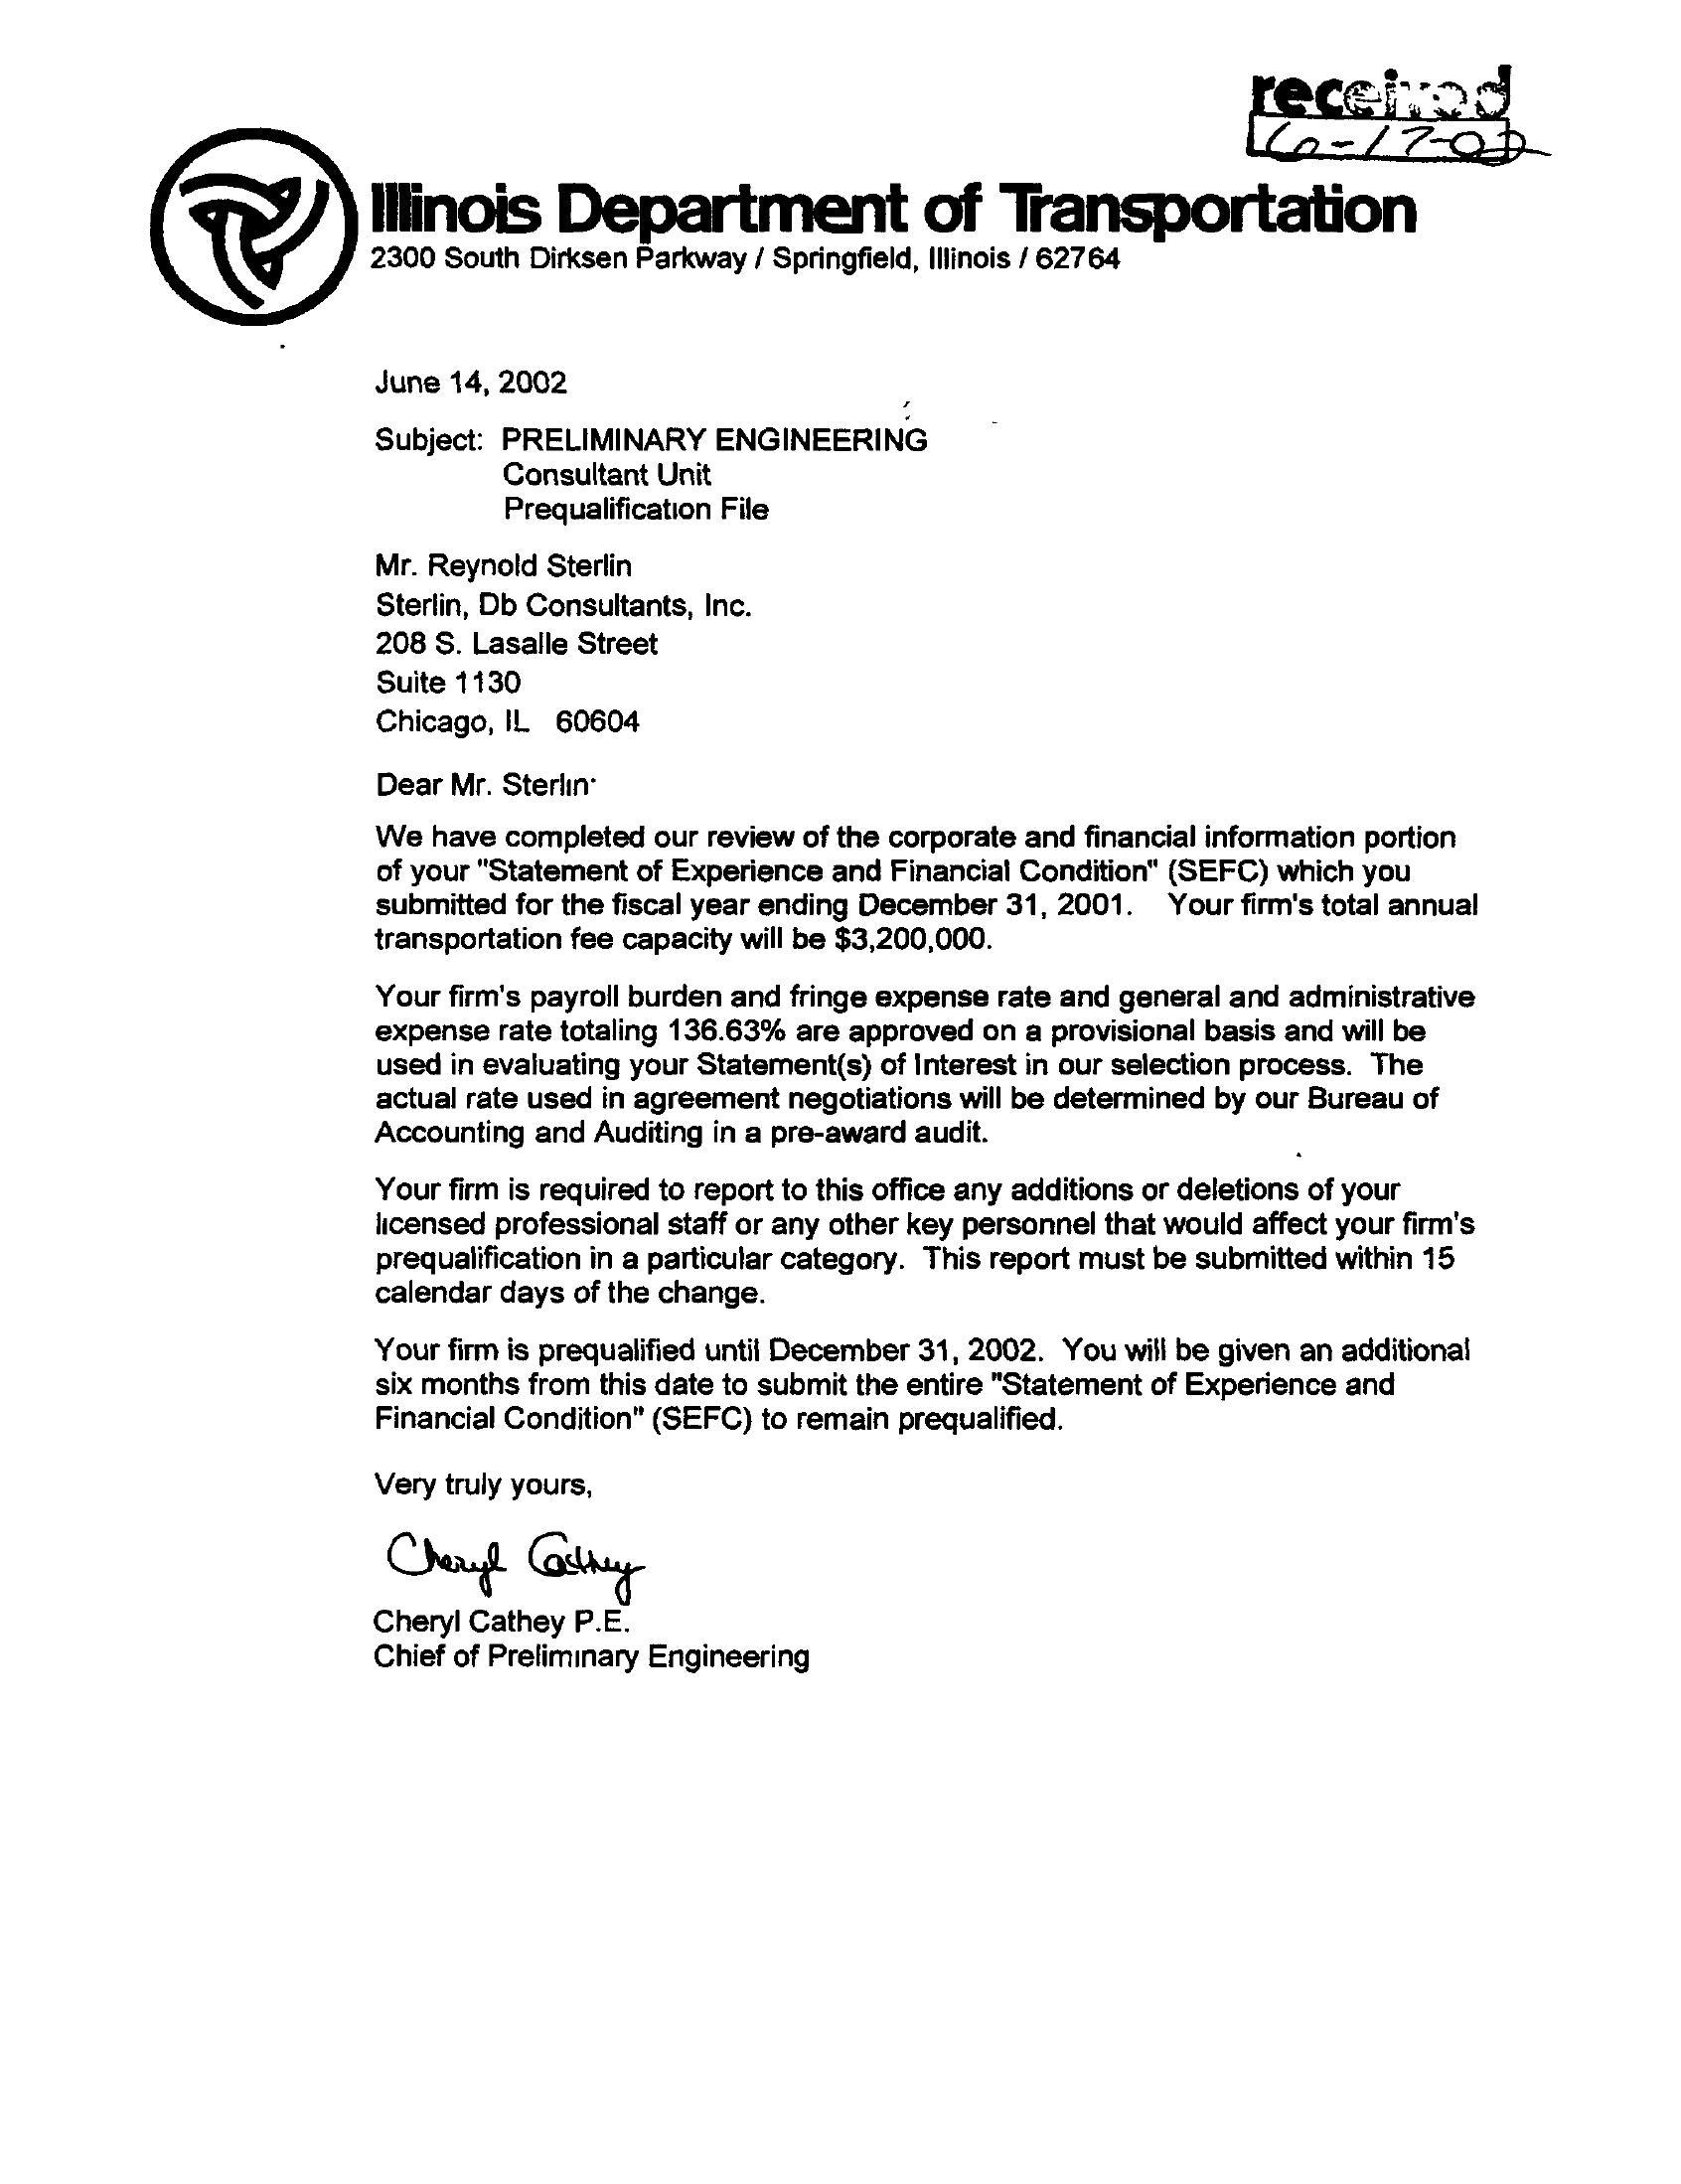 received
6-17-02
Illinois Department of Transportation
2300 South Dirksen Parkway / Springfield, Illinois / 62764
June 14, 2002
Subject: PRELIMINARY ENGINEERING
Consultant Unit
Prequalification File
Mr. Reynold Sterlin
Sterlin, Db Consultants, Inc.
208 S. Lasalle Street
Suite 1130
Chicago, IL 60604
Dear Mr. Sterlin:
We have completed our review of the corporate and financial information portion
of your "Statement of Experience and Financial Condition" (SEFC) which you
submitted for the fiscal year ending December 31, 2001. Your firm's total annual
transportation fee capacity will be $3,200,000.
Your firm's payroll burden and fringe expense rate and general and administrative
expense rate totaling 136.63% are approved on a provisional basis and will be
used in evaluating your Statement(s) of Interest in our selection process. The
actual rate used in agreement negotiations will be determined by our Bureau of
Accounting and Auditing in a pre-award audit.
Your firm is required to report to this office any additions or deletions of your
licensed professional staff or any other key personnel that would affect your firm's
prequalification in a particular category. This report must be submitted within 15
calendar days of the change.
Your firm is prequalified until December 31, 2002. You will be given an additional
six months from this date to submit the entire "Statement of Experience and
Financial Condition" (SEFC) to remain prequalified.
Very truly yours,
Cheryl Cathey
Cheryl Cathey P.E.
Chief of Preliminary Engineering